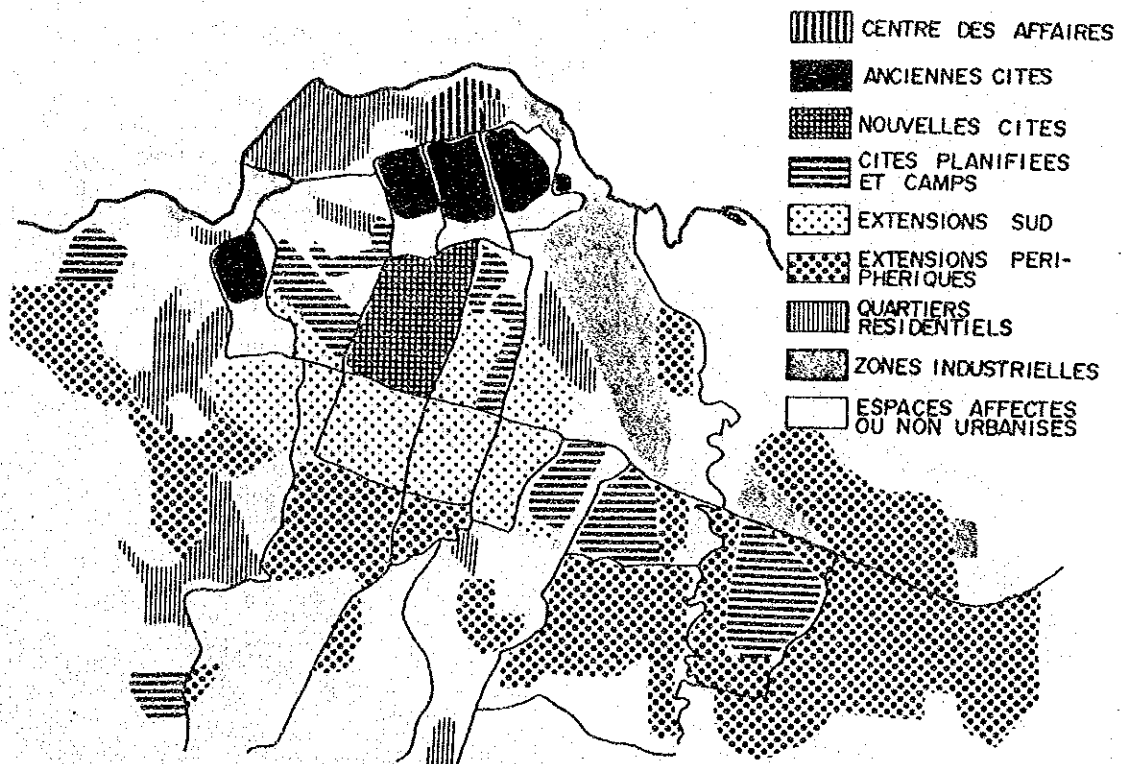 CENTRE DES AFFAIRES
ANCIENNES CITES
NOUVELLES CITES
CITES PLANIFIEES
ET CAMPS
EXTENSIONS SUD
EXTENSIONS PERI-
PHERIQUES
QUARTIERS
RESIDENTIELS
ZONES INDUSTRIELLES
ESPACES AFFECTES
OU NON URBANISES